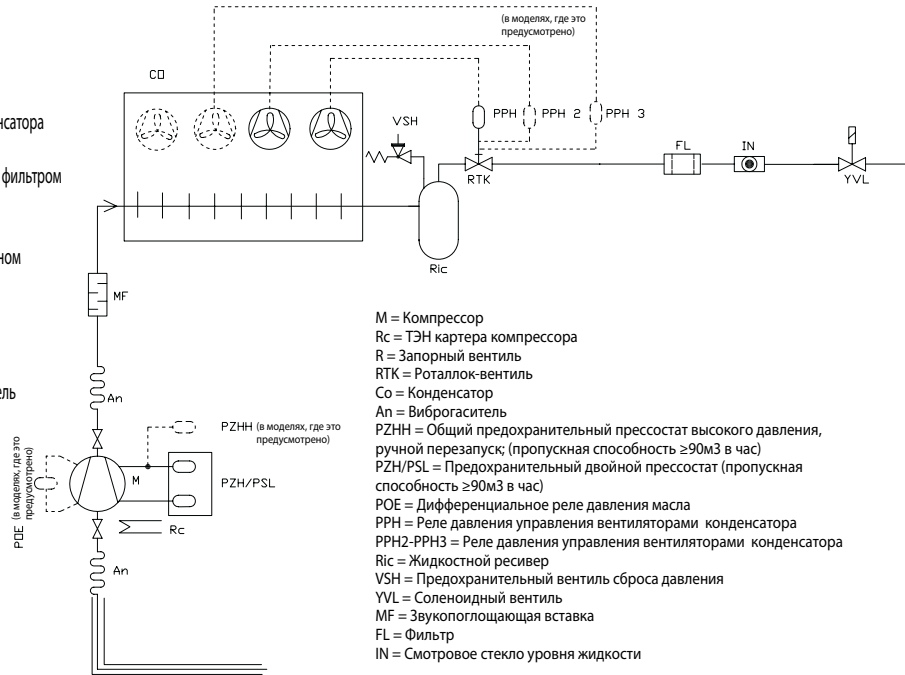 (в моделях, где это
предусмотрено)
CO
нсатора
VSH
PPH
PPH 2
PPH 3
FL
IN
фильтром
RTK
YVL
ном
Ric
MF
M = Компрессор
Rc = ТЭН картера компрессора
R = Запорный вентиль
RTK = Роталлок-вентиль
Co = Конденсатор
An = Виброгаситель
PZHH = Общий предохранительный прессостат высокого давления,
ручной перезапуск; (пропускная способность ≥90м3 в час)
PZH/PSL = Предохранительный двойной прессостат (пропускная
способность ≥90м3 в час)
POE = Дифференциальное реле давления масла
PPH = Реле давления управления вентиляторами конденсатора
PPH2-PPH3 = Реле давления управления вентиляторами конденсатора
Ric = Жидкостной ресивер
VSH = Предохранительный вентиль сброса давления
YVL = Соленоидный вентиль
MF = Звукопоглощающая вставка
FL = Фильтр
IN = Смотровое стекло уровня жидкости
ель
An
PZHH (в моделях, где это
предусмотрено)
POE (в моделях, где это
предусмотрено)
M
PZH/PSL
Rc
An